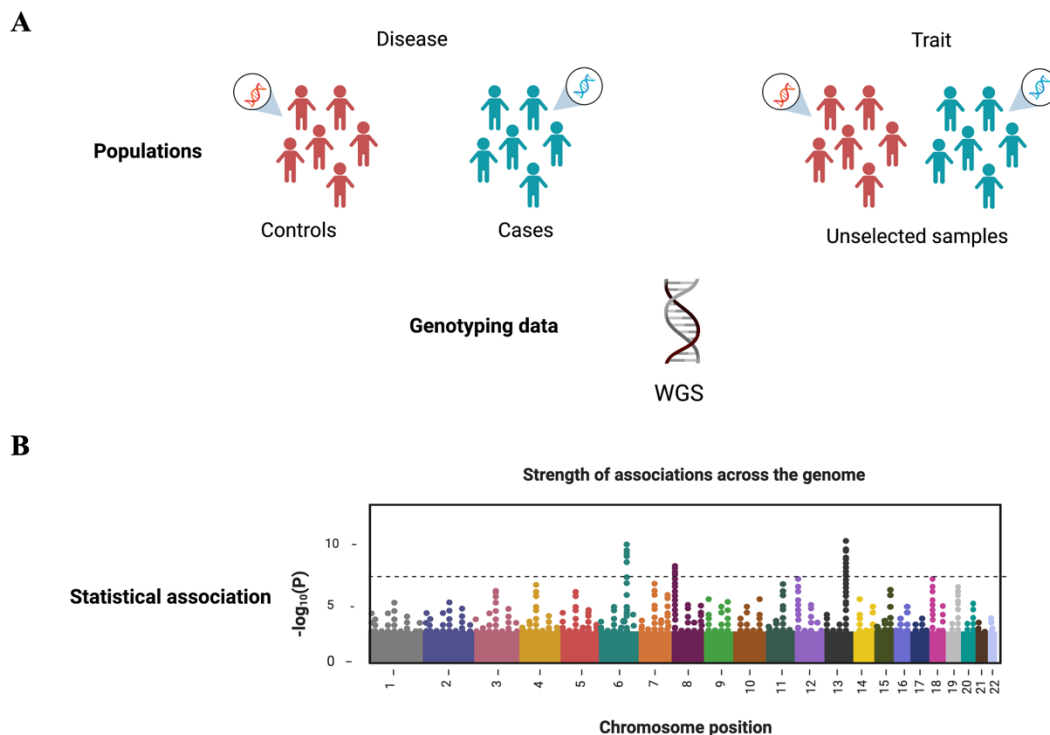 A
Disease
Trait
Populations
Controls
Cases
Unselected samples
Genotyping data
WGS
B
Strength of associations across the genome
Statistical association
-log10(P)
10
5
0
1 2 3 4 5 6 7 8 9 10 11 12 13 14 15 16 17 18 19 20 21 22
Chromosome position